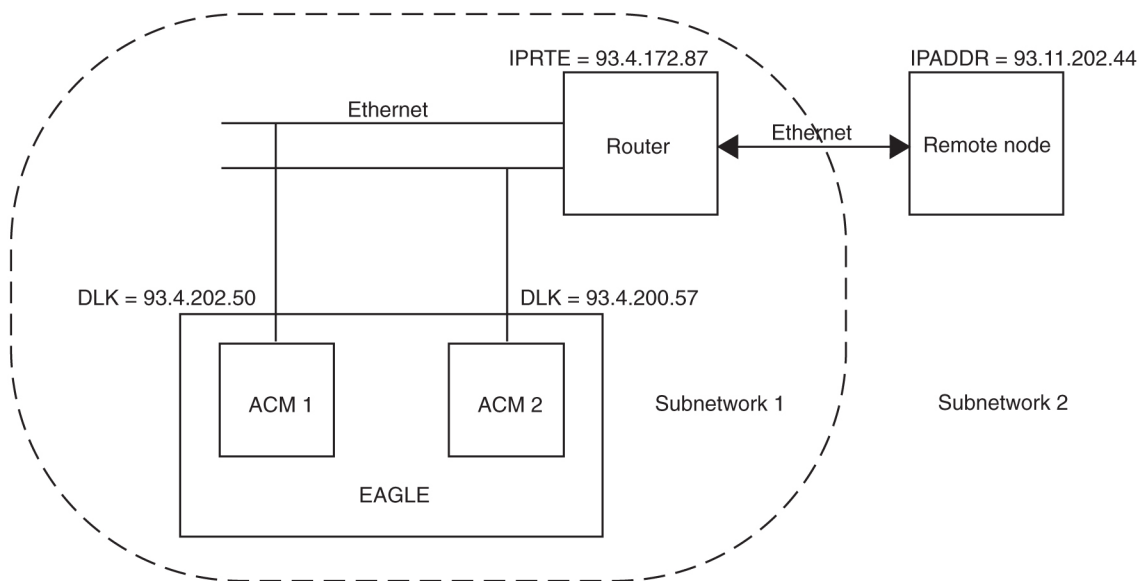 IPRTE = 93.4.172.87
IPADDR = 93.11.202.44
Ethernet
Router
Ethernet
Remote node
DLK = 93.4.202.50
DLK = 93.4.200.57
ACM 1
ACM 2
Subnetwork 1
Subnetwork 2
EAGLE